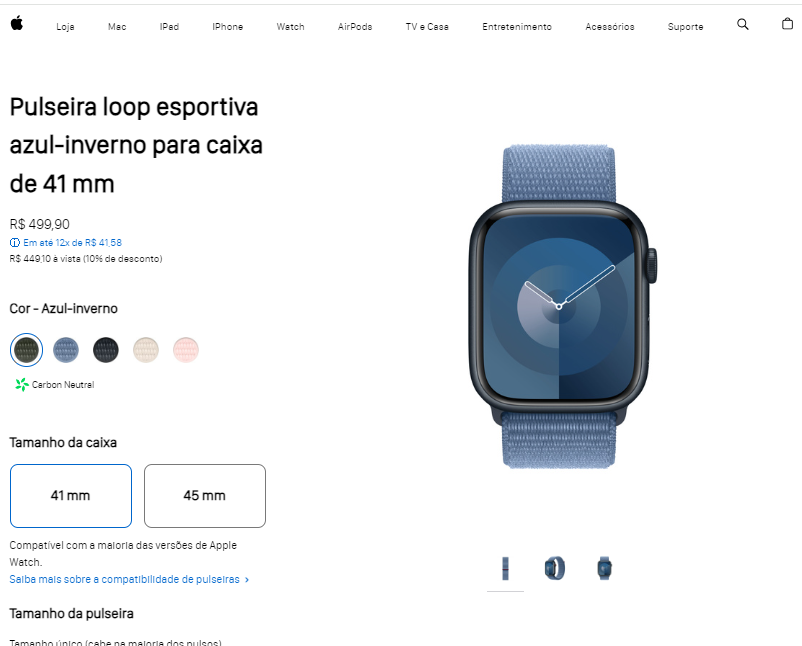 Loja Mac iPad iPhone Watch AirPods TV e Casa Entretenimento Acessórios Suporte
Pulseira loop esportiva
azul-inverno para caixa
de 41 mm
R$ 499,90
Em até 12x de R$ 41,58
R$ 449,10 à vista (10% de desconto)
Cor - Azul-inverno
Carbon Neutral
Tamanho da caixa
41 mm 45 mm
Compatível com a maioria das versões de Apple
Watch.
Saiba mais sobre a compatibilidade de pulseiras >
Tamanho da pulseira
Tamanho único (cabe na maioria dos pulsos)